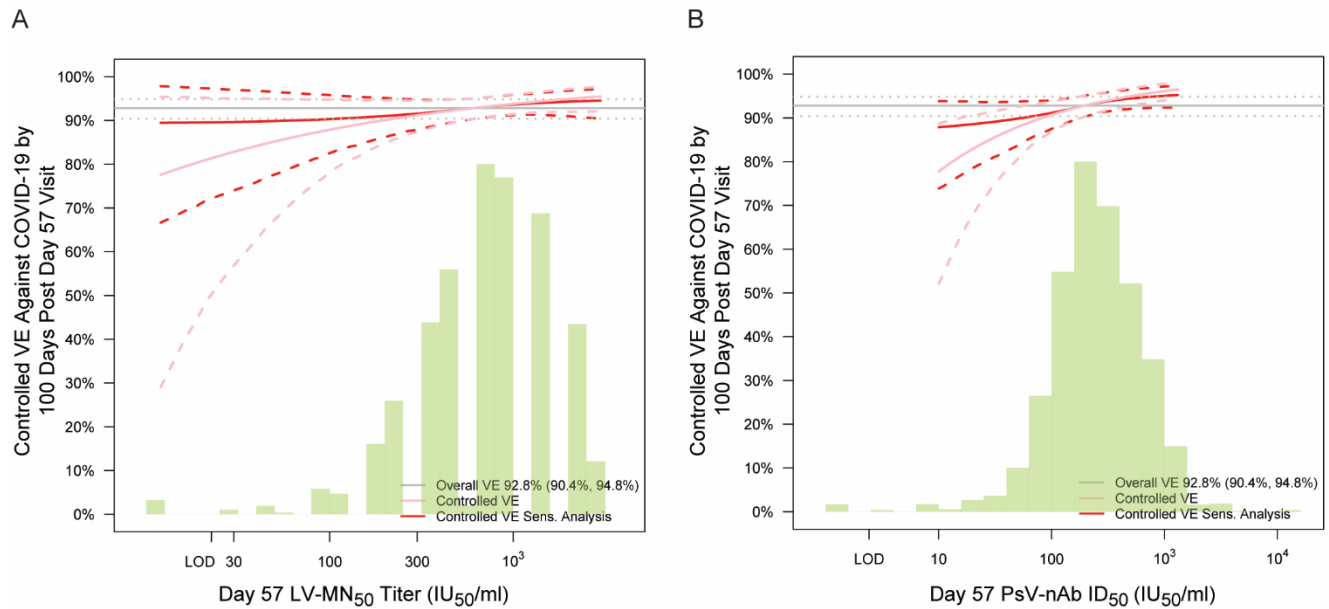 A
Controlled VE Against COVID-19 by
100 Days Post Day 57 Visit
100%
90%
80%
70%
60%
50%
40%
30%
20%
10%
0%
Overall VE 92.8% (90.4%, 94.8%)
Controlled VE
Controlled VE Sens. Analysis
LOD 30 100 300 10³
Day 57 LV-MN₅₀ Titer (IU₅₀/ml)
B
Controlled VE Against COVID-19 by
100 Days Post Day 57 Visit
100%
90%
80%
70%
60%
50%
40%
30%
20%
10%
0%
Overall VE 92.8% (90.4%, 94.8%)
Controlled VE
Controlled VE Sens. Analysis
LOD 10 100 10³ 10⁴
Day 57 PsV-nAb ID₅₀ (IU₅₀/ml)